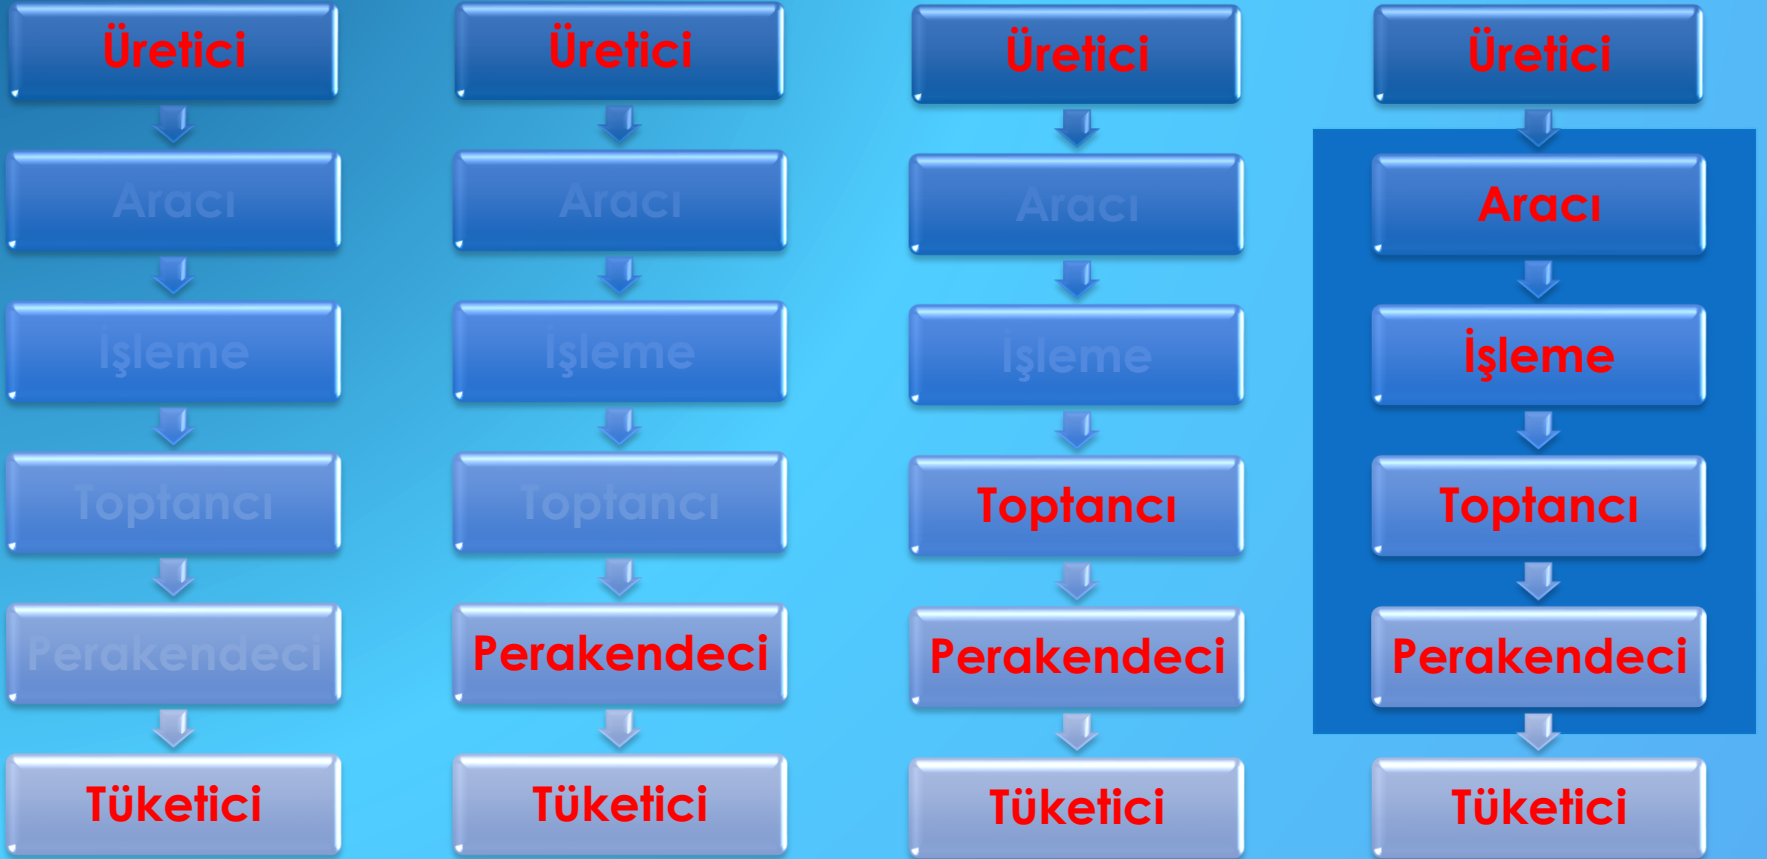 Üretici
Aracı
İşleme
Toptancı
Perakendeci
Tüketici
Üretici
Aracı
İşleme
Toptancı
Perakendeci
Tüketici
Üretici
Aracı
İşleme
Toptancı
Perakendeci
Tüketici
Üretici
Aracı
İşleme
Toptancı
Perakendeci
Tüketici